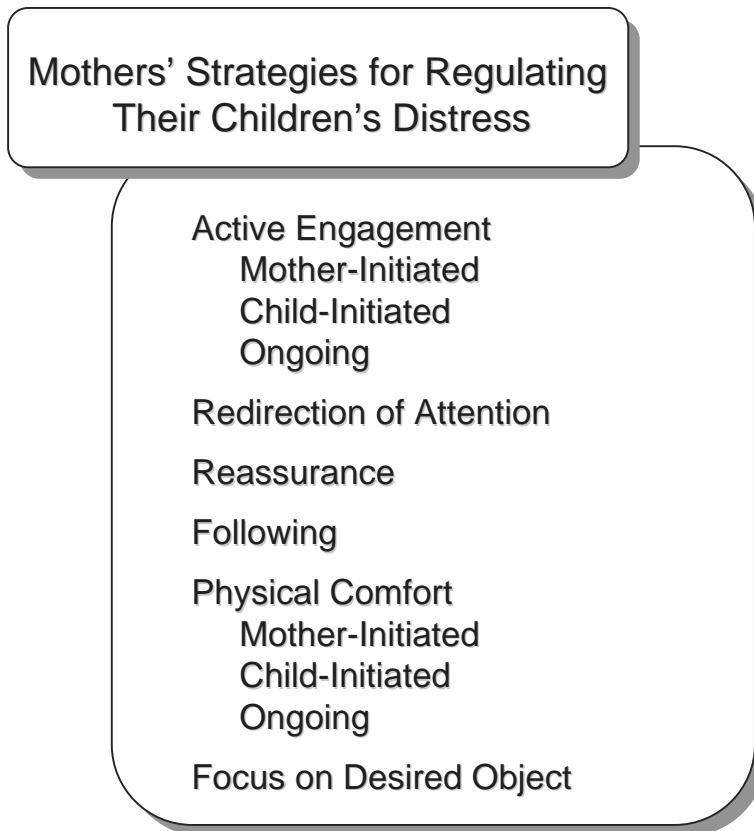 Mothers’ Strategies for Regulating
Their Children’s Distress
Active Engagement
Mother-Initiated
Child-Initiated
Ongoing
Redirection of Attention
Reassurance
Following
Physical Comfort
Mother-Initiated
Child-Initiated
Ongoing
Focus on Desired Object